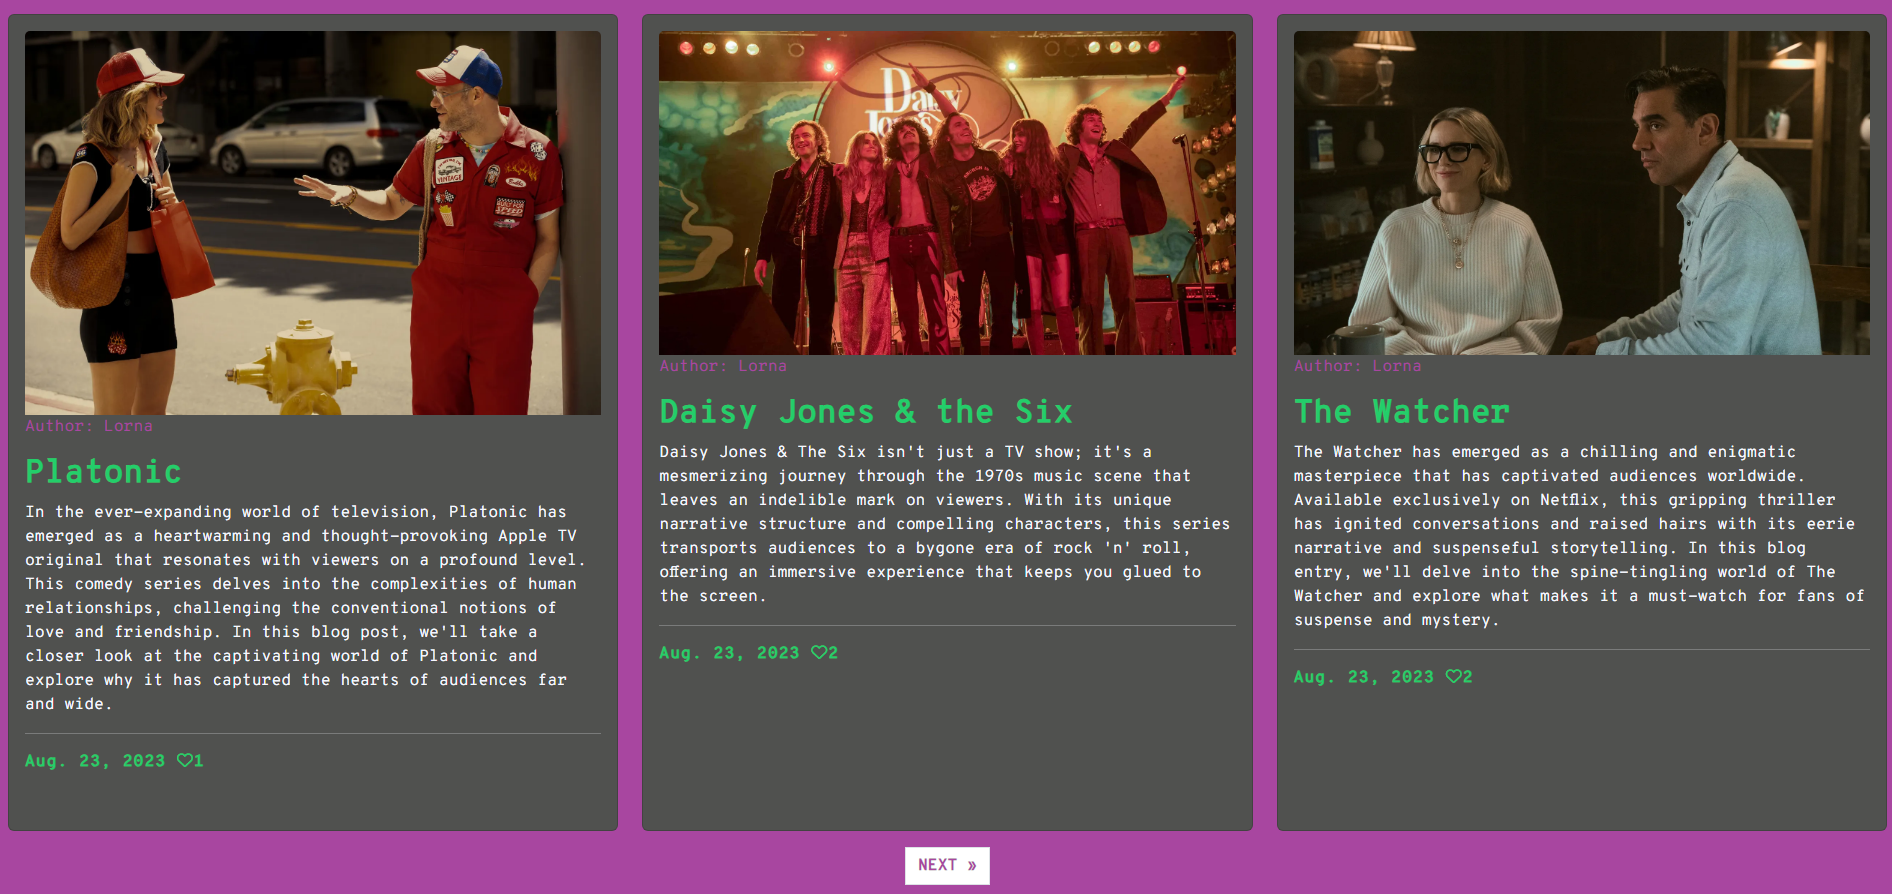 VINTAGE
Daisy
Jones
Author: Lorna
Platonic
In the ever-expanding world of television, Platonic has
emerged as a heartwarming and thought-provoking Apple TV
original that resonates with viewers on a profound level.
This comedy series delves into the complexities of human
relationships, challenging the conventional notions of
love and friendship. In this blog post, we'll take a
closer look at the captivating world of Platonic and
explore why it has captured the hearts of audiences far
and wide.
Aug. 23, 2023 ♡1
Author: Lorna
Daisy Jones & the Six
Daisy Jones & The Six isn't just a TV show; it's a
mesmerizing journey through the 1970s music scene that
leaves an indelible mark on viewers. With its unique
narrative structure and compelling characters, this series
transports audiences to a bygone era of rock 'n' roll,
offering an immersive experience that keeps you glued to
the screen.
Aug. 23, 2023 ♡2
Author: Lorna
The Watcher
The Watcher has emerged as a chilling and enigmatic
masterpiece that has captivated audiences worldwide.
Available exclusively on Netflix, this gripping thriller
has ignited conversations and raised hairs with its eerie
narrative and suspenseful storytelling. In this blog
entry, we'll delve into the spine-tingling world of The
Watcher and explore what makes it a must-watch for fans of
suspense and mystery.
Aug. 23, 2023 ♡2
NEXT »